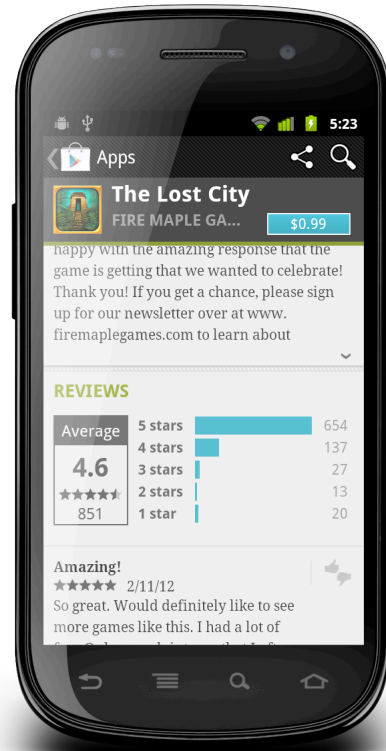 5:23
Apps
The Lost City
FIRE MAPLE GA...
$0.99
happy with the amazing response that the
game is getting that we wanted to celebrate!
Thank you! If you get a chance, please sign
up for our newsletter over at www.
firemaplegames.com to learn about
REVIEWS
Average
4.6
851
5 stars 654
4 stars 137
3 stars 27
2 stars 13
1 star 20
Amazing!
2/11/12
So great. Would definitely like to see
more games like this. I had a lot of